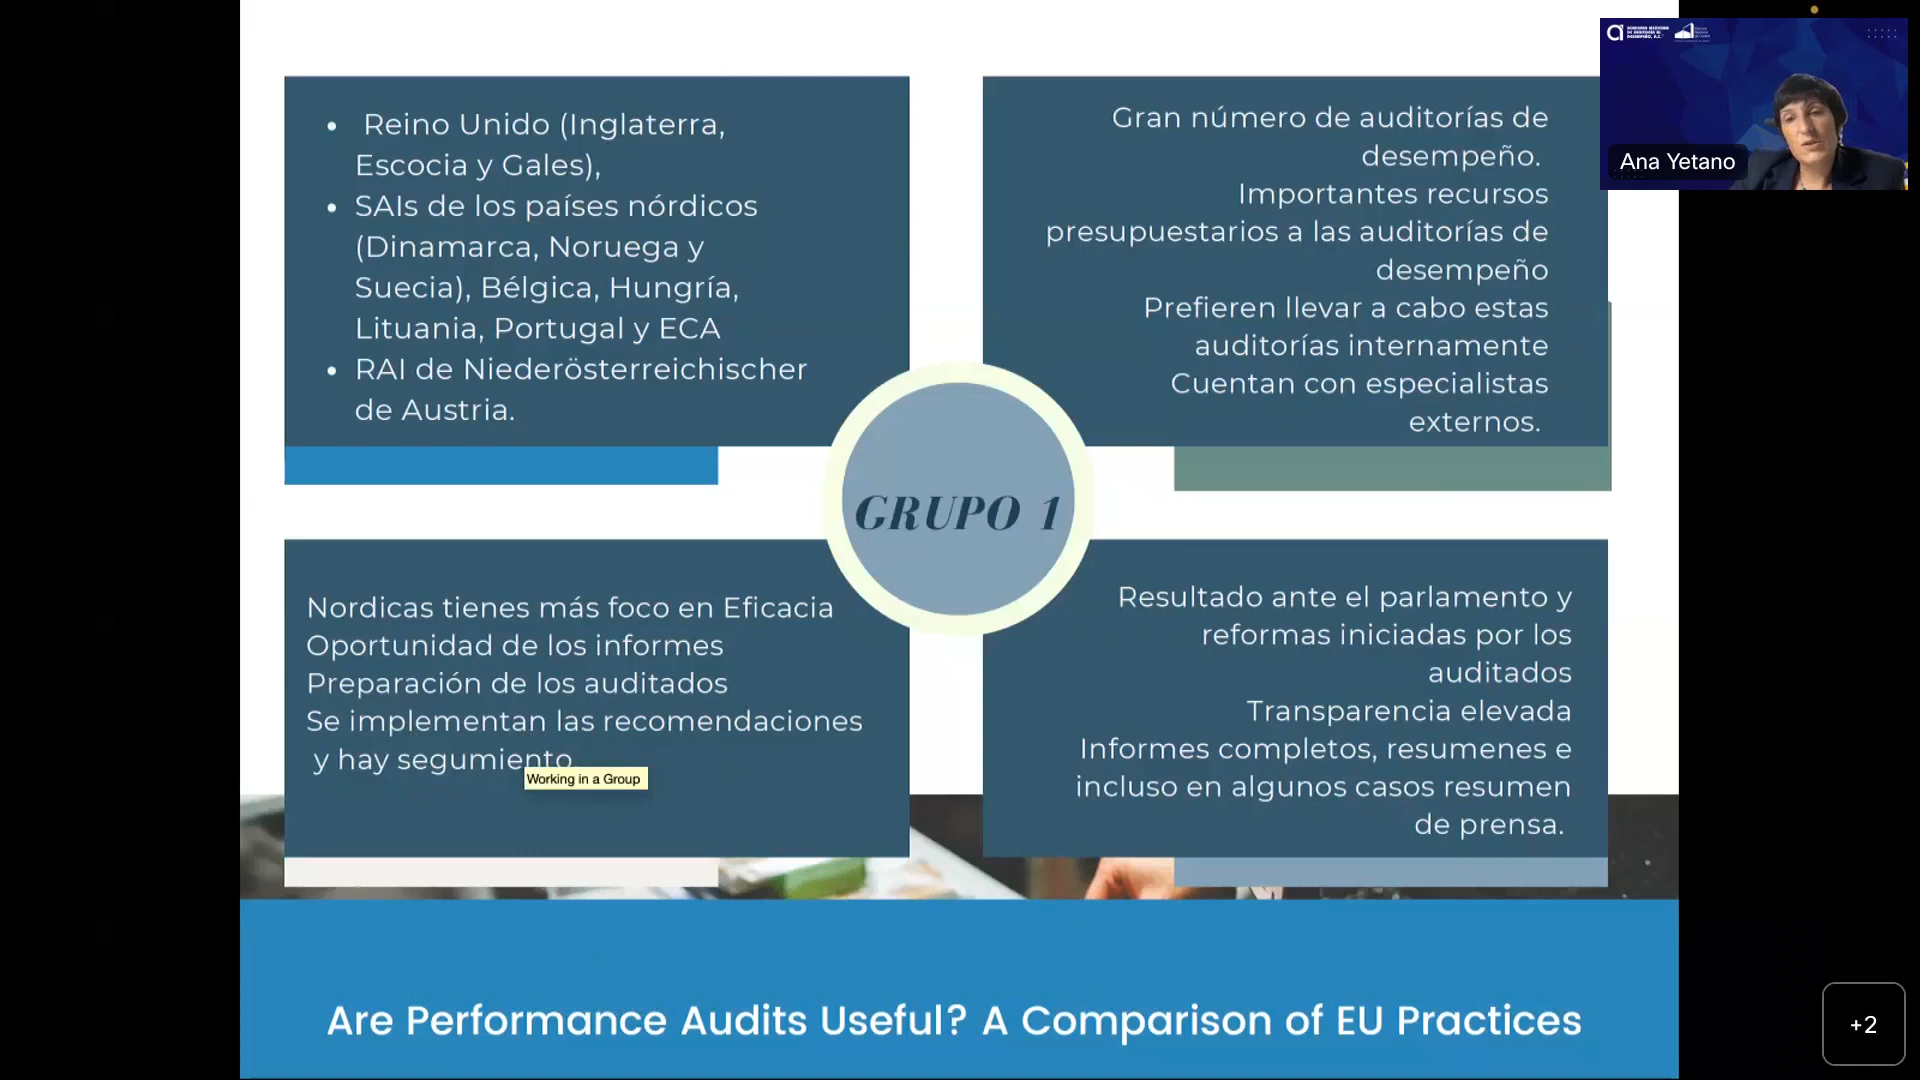 Reino Unido (Inglaterra,
Escocia y Gales),
SAIs de los países nórdicos
(Dinamarca, Noruega y
Suecia), Bélgica, Hungría,
Lituania, Portugal y ECA
RAI de Niederösterreichischer
de Austria.
Gran número de auditorías de
desempeño.
Importantes recursos
presupuestarios a las auditorías de
desempeño
Prefieren llevar a cabo estas
auditorías internamente
Cuentan con especialistas
externos.
GRUPO 1
Nordicas tienes más foco en Eficacia
Oportunidad de los informes
Preparación de los auditados
Se implementan las recomendaciones
y hay segumiento
Working in a Group
Resultado ante el parlamento y
reformas iniciadas por los
auditados
Transparencia elevada
Informes completos, resumenes e
incluso en algunos casos resumen
de prensa.
Are Performance Audits Useful? A Comparison of EU Practices
Ana Yetano
+2